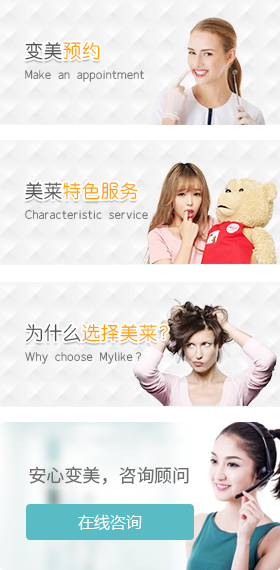 变美预约
Make an appointment
美莱特色服务
Characteristic service
为什么选择美莱?
Why choose Mylike?
安心变美，咨询顾问
在线咨询